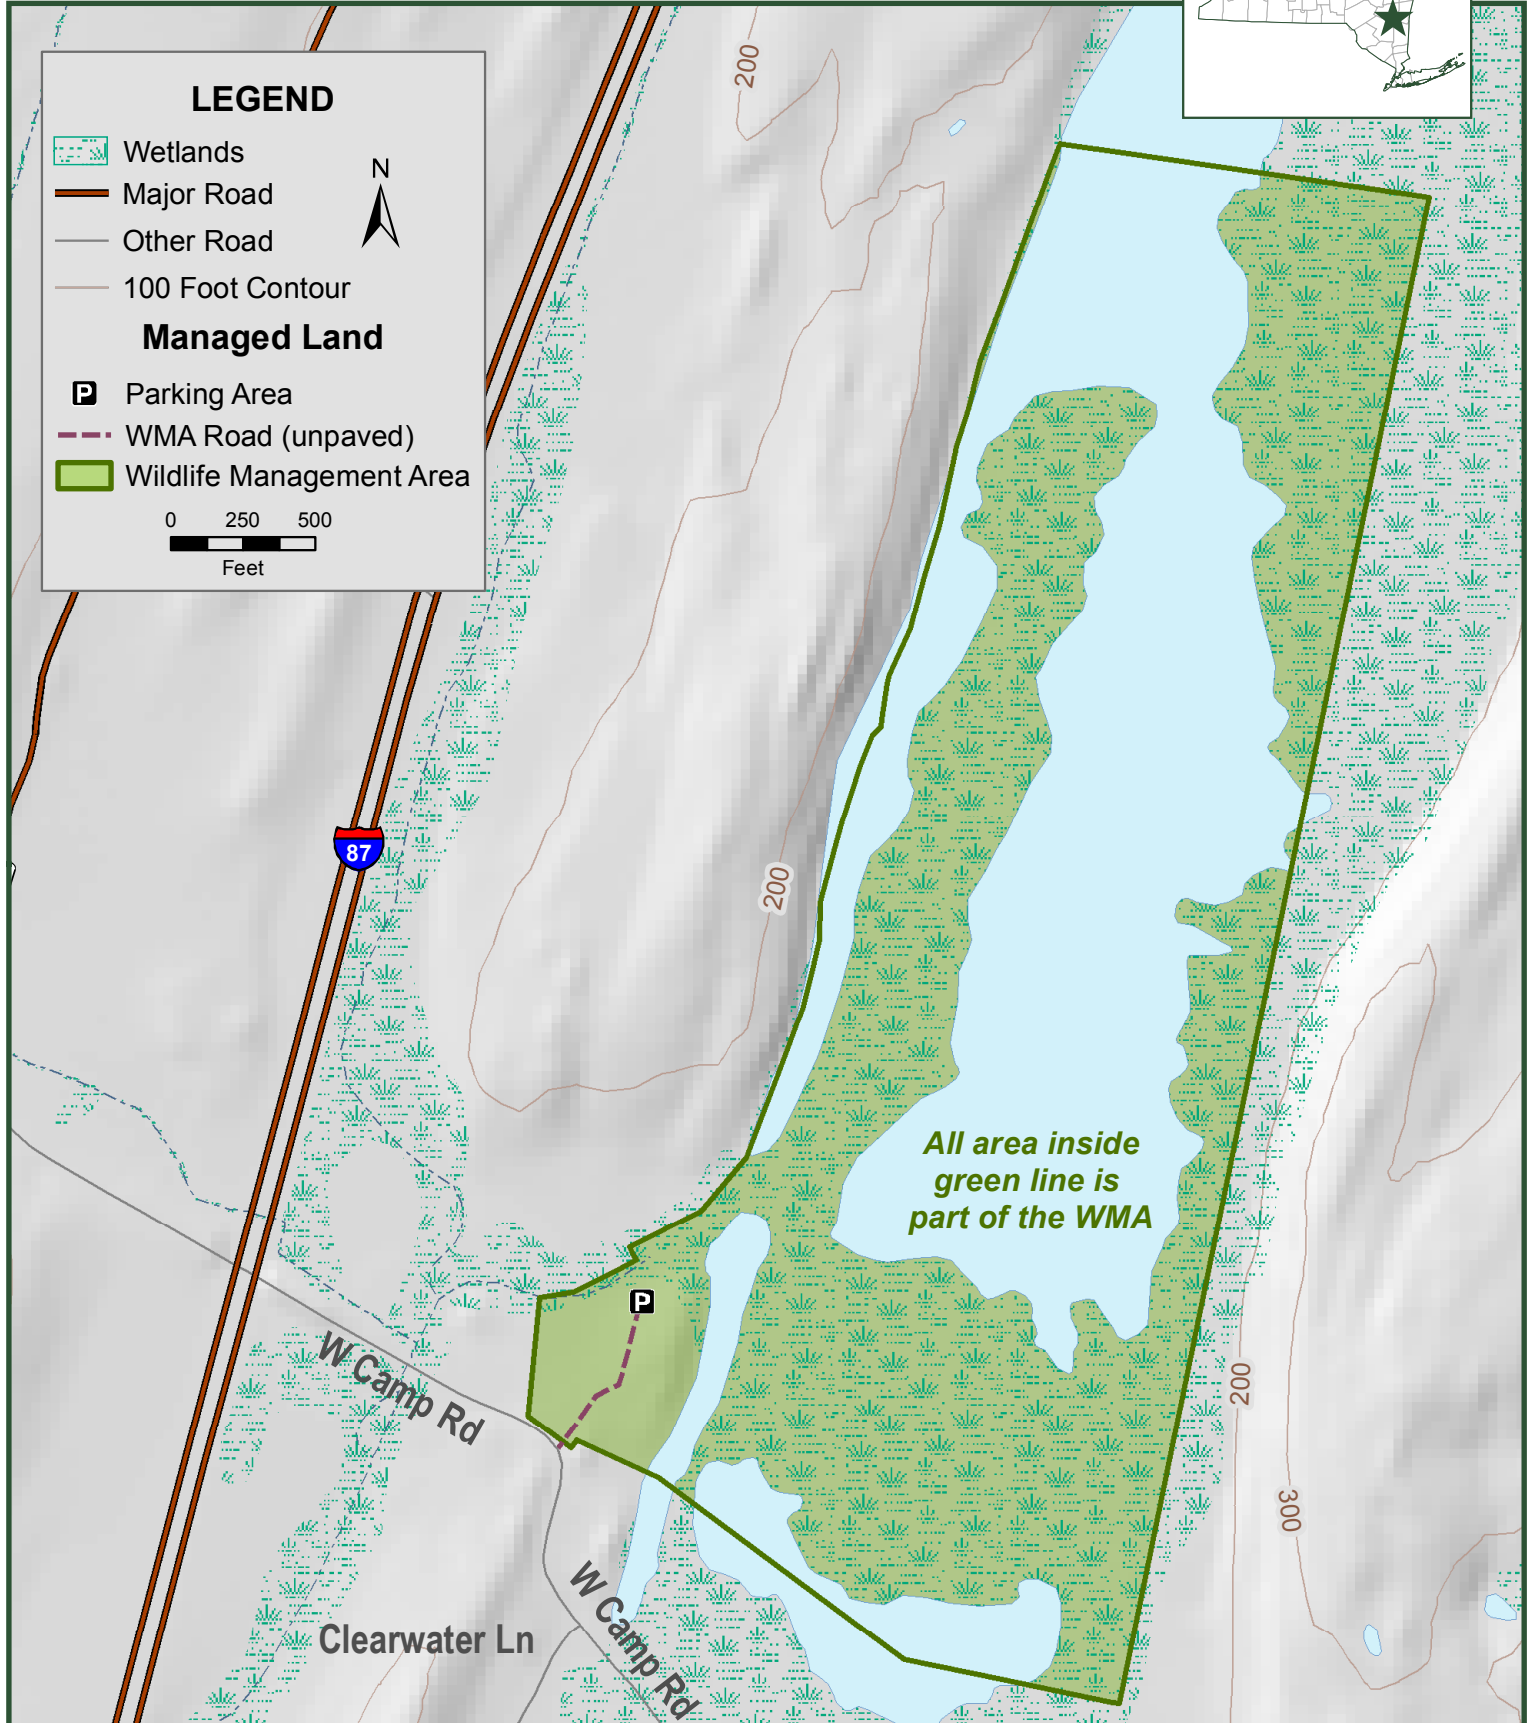 200
LEGEND
Wetlands
N
Major Road
Other Road
100 Foot Contour
Managed Land
P Parking Area
WMA Road (unpaved)
Wildlife Management Area
0 250 500
Feet
87
200
All area inside
green line is
part of the WMA
P
W Camp Rd
200
300
W Camp Rd
Clearwater Ln